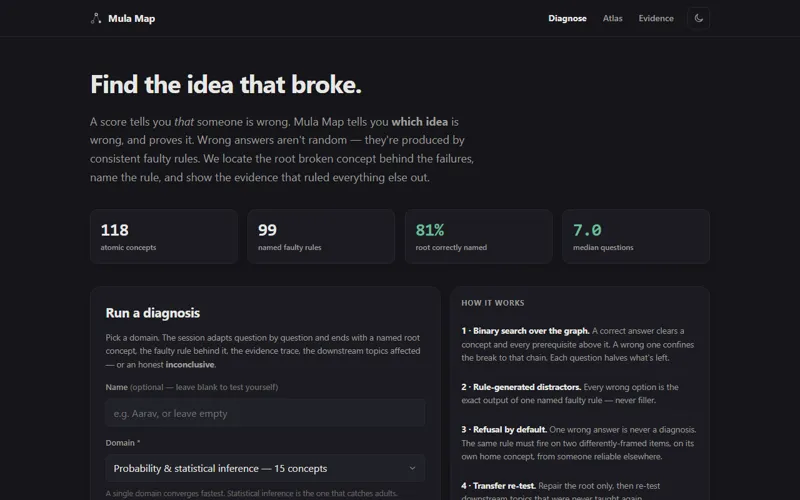 Mula Map
Diagnose
Atlas
Evidence
Find the idea that broke.
A score tells you that someone is wrong. Mula Map tells you which idea is
wrong, and proves it. Wrong answers aren't random — they're produced by
consistent faulty rules. We locate the root broken concept behind the failures,
name the rule, and show the evidence that ruled everything else out.
118
atomic concepts
99
named faulty rules
81%
root correctly named
7.0
median questions
Run a diagnosis
Pick a domain. The session adapts question by question and ends with a named root
concept, the faulty rule behind it, the evidence trace, the downstream topics affected
— or an honest inconclusive.
Name (optional — leave blank to test yourself)
e.g. Aarav, or leave empty
Domain *
Probability & statistical inference — 15 concepts
A single domain converges fastest. Statistical inference is the one that catches adults.
HOW IT WORKS
1 · Binary search over the graph. A correct answer clears a
concept and every prerequisite above it. A wrong one confines
the break to that chain. Each question halves what's left.
2 · Rule-generated distractors. Every wrong option is the
exact output of one named faulty rule — never filler.
3 · Refusal by default. One wrong answer is never a diagnosis.
The same rule must fire on two differently-framed items, on its
own home concept, from someone reliable elsewhere.
4 · Transfer re-test. Repair the root only, then re-test
downstream topics that were never taught again.